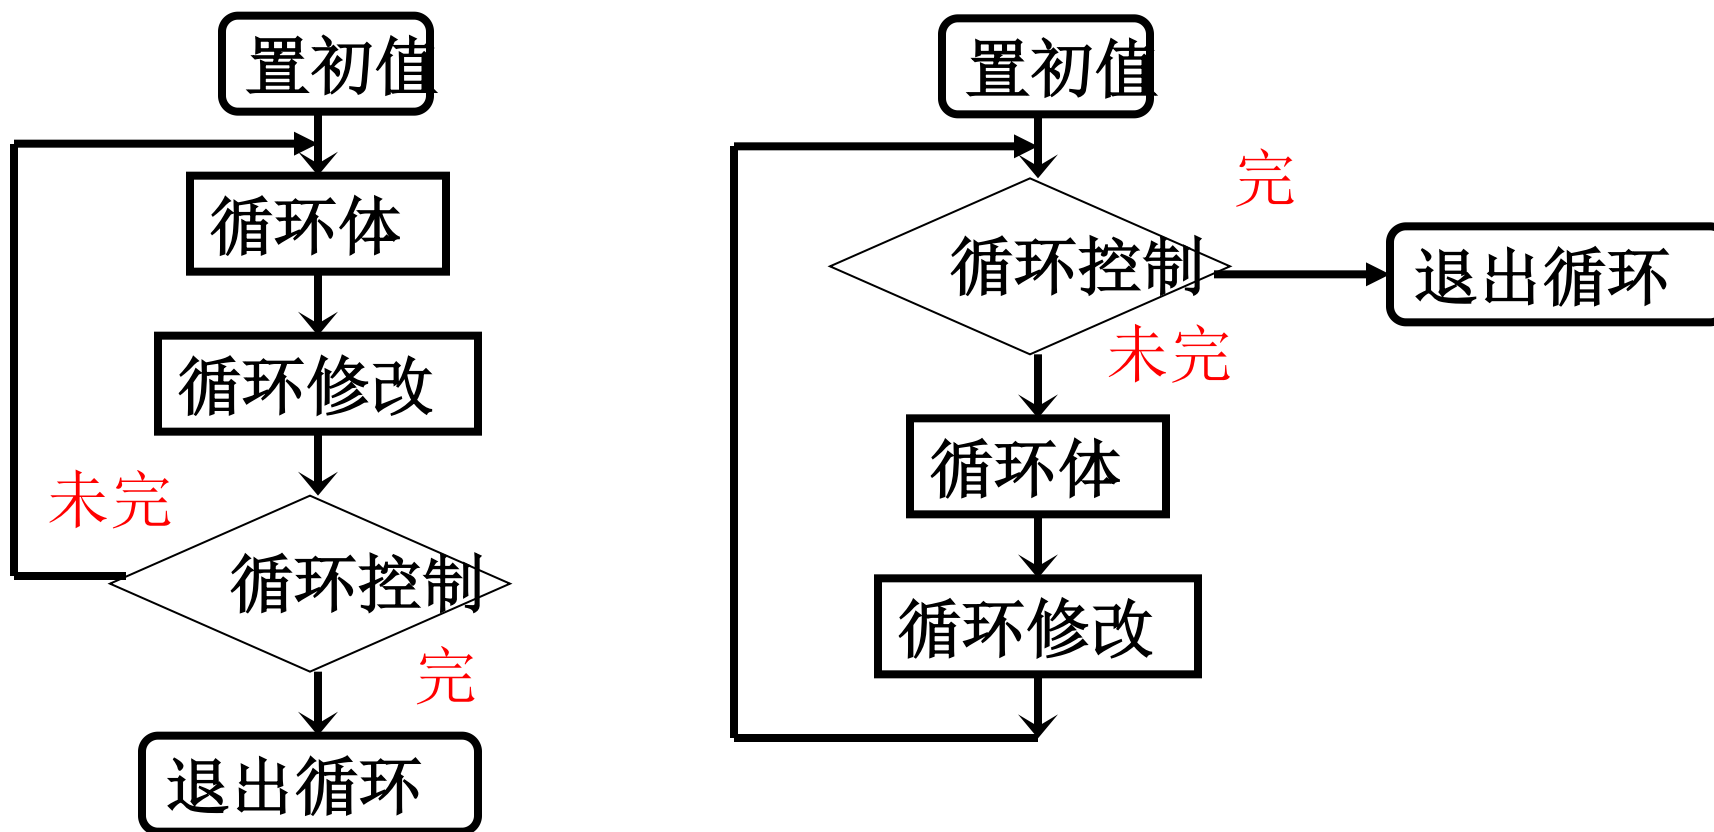 置初值
循环体
循环修改
未完
循环控制
完
退出循环
置初值
完
循环控制
退出循环
未完
循环体
循环修改